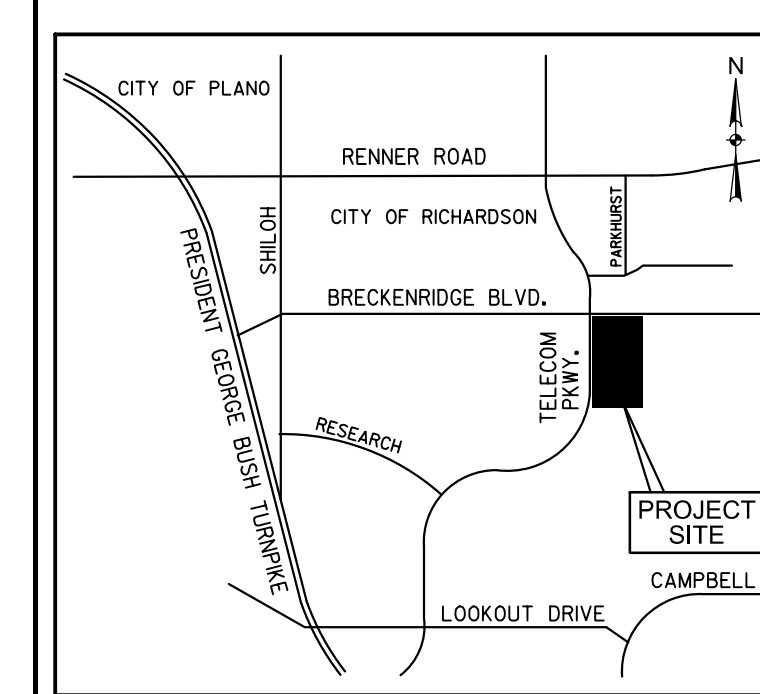 CITY OF PLANO
N
RENNER ROAD
SHILOH
CITY OF RICHARDSON
PARKHURST
PRESIDENT GEORGE BUSH TURNPIKE
BRECKENRIDGE BLVD.
TELECOM
PKWY.
RESEARCH
PROJECT
SITE
CAMPBELL
LOOKOUT DRIVE